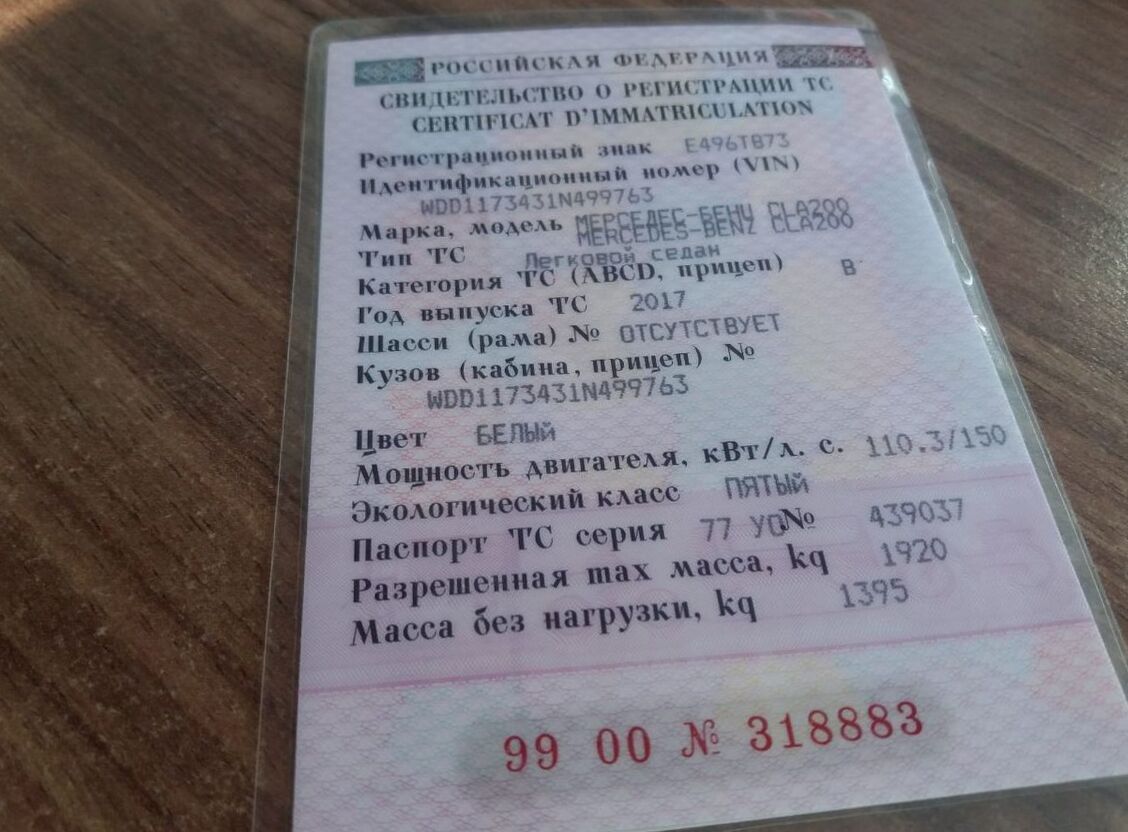 РОССИЙСКАЯ ФЕДЕРАЦИЯ
СВИДЕТЕЛЬСТВО О РЕГИСТРАЦИИ ТС
CERTIFICAT D'IMMATRICULATION
Регистрационный знак Е496ТВ73
Идентификационный номер (VIN)
WDD1173431N499763
Марка, модель МЕРСЕДЕС-БЕНЦ CLA200
MERCEDES-BENZ CLA200
Тип ТС Легковой седан
Категория ТС (ABCD, прицеп) B
Год выпуска ТС 2017
Шасси (рама) № ОТСУТСТВУЕТ
Кузов (кабина, прицеп) №
WDD1173431N499763
Цвет БЕЛЫЙ
Мощность двигателя, кВт/л. с. 110.3/150
Экологический класс ПЯТЫЙ
Паспорт ТС серия 77 УО № 439037
Разрешенная max масса, kg 1920
Масса без нагрузки, kg 1395
99 00 № 318883